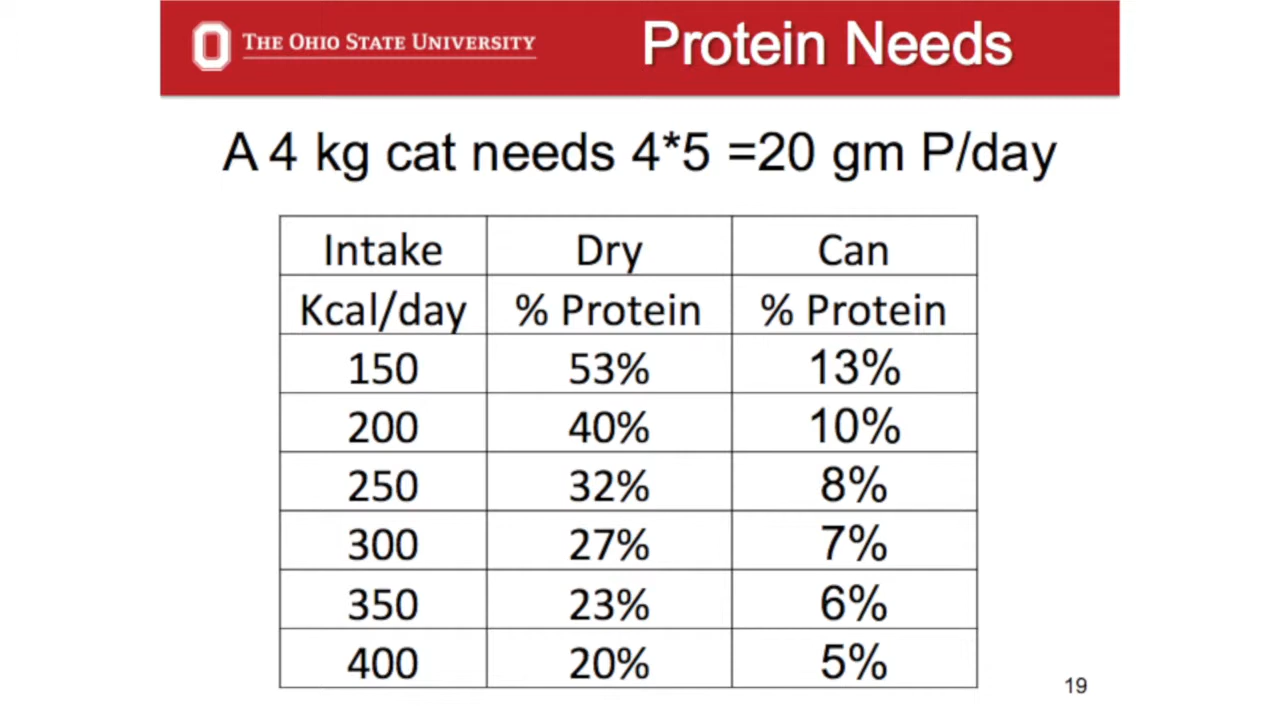 THE OHIO STATE UNIVERSITY Protein Needs
A 4 kg cat needs 4*5 =20 gm P/day
Intake Dry Can
Kcal/day % Protein % Protein
150 53% 13%
200 40% 10%
250 32% 8%
300 27% 7%
350 23% 6%
400 20% 5%
19